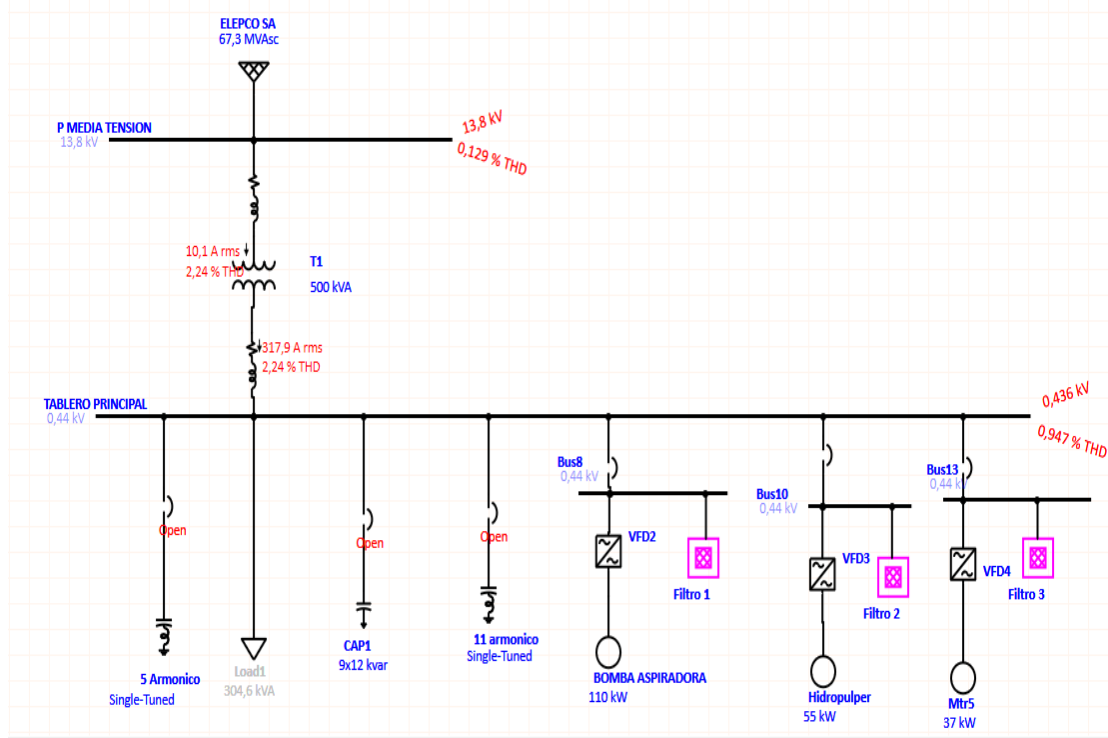 ELEPCO SA
67,3 MVAsc
P MEDIA TENSION
13,8 kV
13,8 kV
0,129 % THD
10,1 A rms
2,24 % THD
T1
500 kVA
317,9 A rms
2,24 % THD
TABLERO PRINCIPAL
0,44 kV
0,436 kV
0,947 % THD
Open
5 Armonico
Single-Tuned
Load1
304,6 kVA
Open
CAP1
9x12 kvar
Open
11 armonico
Single-Tuned
Bus8
0,44 kV
VFD2
Filtro 1
BOMBA ASPIRADORA
110 kW
Bus10
0,44 kV
VFD3
Filtro 2
Hidropulper
55 kW
Bus13
0,44 kV
VFD4
Filtro 3
Mtr5
37 kW